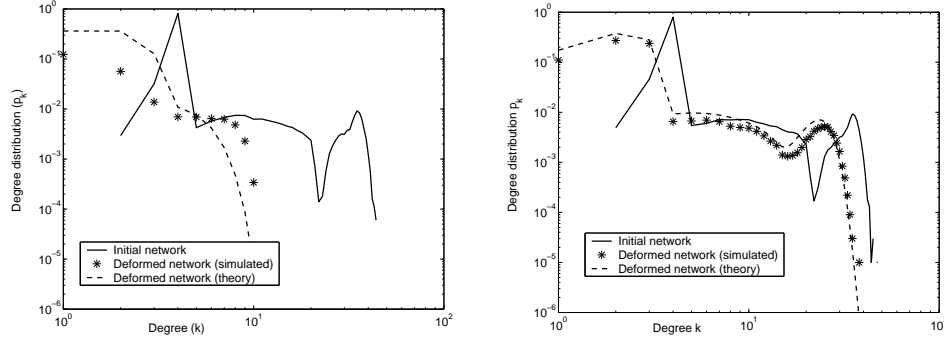 10^0
10^-1
10^-2
10^-3
10^-4
10^-5
10^-6
Degree distribution (p_k)
Initial network
Deformed network (simulated)
Deformed network (theory)
10^0
10^1
10^2
Degree (k)
10^0
10^-1
10^-2
10^-3
10^-4
10^-5
10^-6
Degree distribution p_k
Initial network
Deformed network (simulated)
Deformed network (theory)
10^0
10^1
Degree k